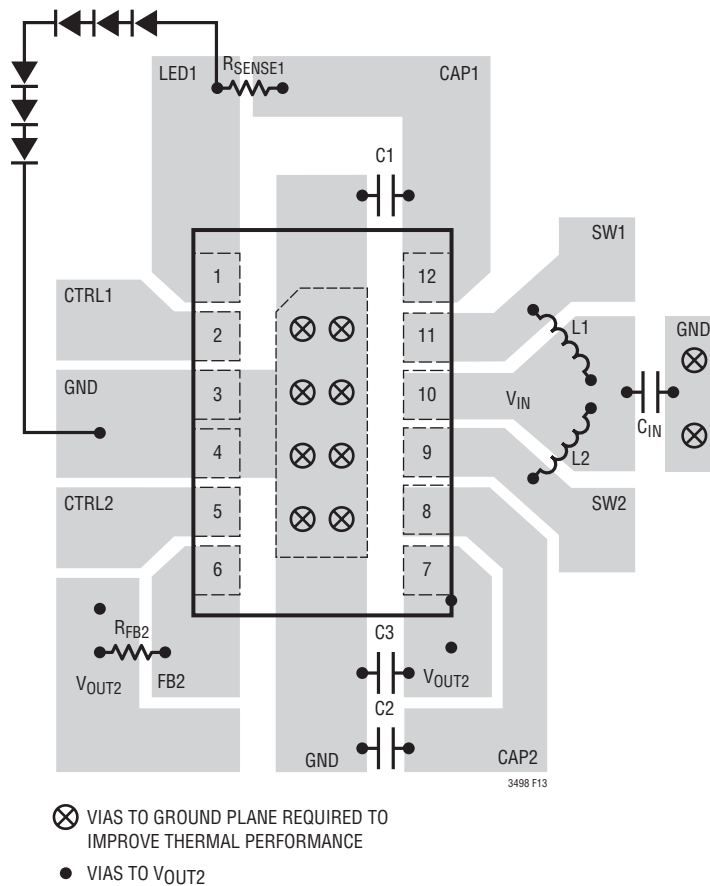 LED1
RSENSE1
CAP1
C1
SW1
1
12
CTRL1
2
11
L1
GND
GND
3
10
VIN
CIN
4
9
L2
CTRL2
5
8
SW2
6
7
RFB2
C3
VOUT2
FB2
VOUT2
C2
GND
CAP2
3498 F13
VIAS TO GROUND PLANE REQUIRED TO
IMPROVE THERMAL PERFORMANCE
VIAS TO VOUT2